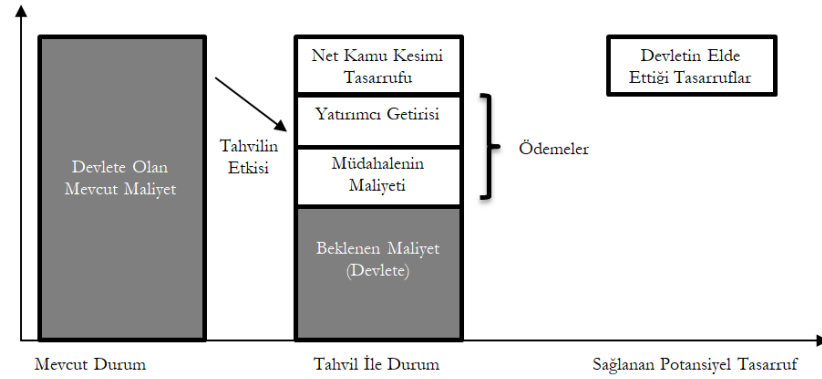 Devlete Olan
Mevcut Maliyet
Tahvilin
Etkisi
Net Kamu Kesimi
Tasarrufu
Yatırımcı Getirisi
Müdahalenin
Maliyeti
Beklenen Maliyet
(Devlete)
Ödemeler
Devletin Elde
Ettiği Tasarruflar
Mevcut Durum
Tahvil İle Durum
Sağlanan Potansiyel Tasarruf